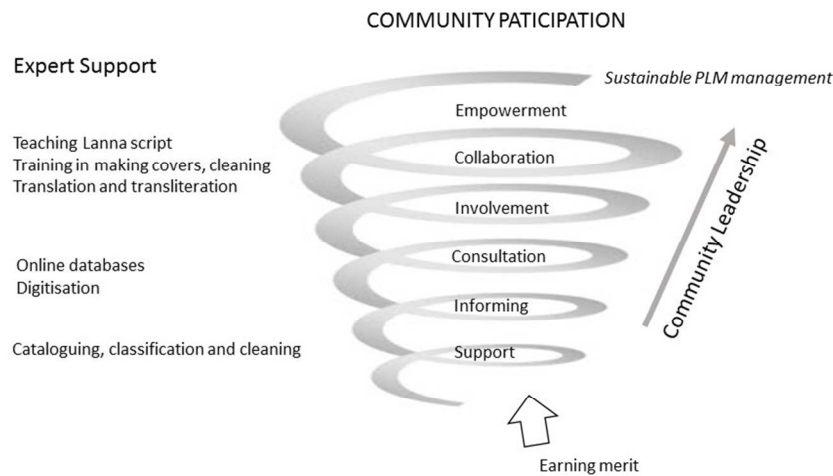 COMMUNITY PATICIPATION
Expert Support
Sustainable PLM management
Empowerment
Teaching Lanna script
Training in making covers, cleaning
Translation and transliteration
Collaboration
Involvement
Consultation
Online databases
Digitisation
Informing
Cataloguing, classification and cleaning
Support
Community Leadership
Earning merit